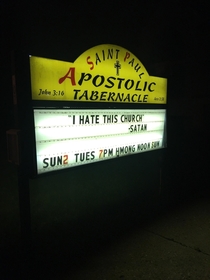 SAINT PAUL
APOSTOLIC
TABERNACLE
John 3:16
"I HATE THIS CHURCH"
-SATAN
SUN2 TUES 7PM HMONG NOON SUN